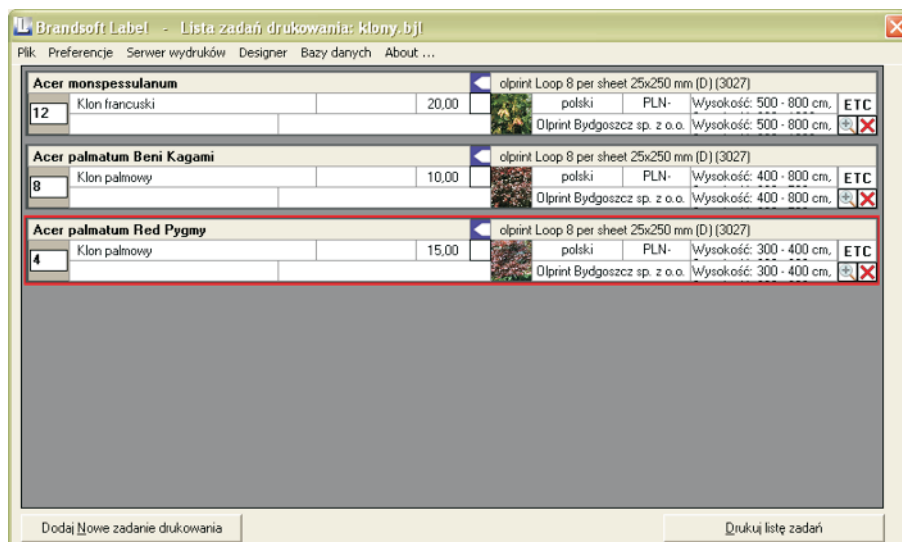 Brandsoft Label - Lista zadań drukowania: klony.bjl
Plik Preferencje Serwer wydruków Designer Bazy danych About ...
Acer monspessulanum olprint Loop 8 per sheet 25x250 mm (D) (3027)
12 Klon francuski 20,00 polski PLN- Wysokość: 500 - 800 cm, ETC
Olprint Bydgoszcz sp. z o.o. Wysokość: 500 - 800 cm,
Acer palmatum Beni Kagami olprint Loop 8 per sheet 25x250 mm (D) (3027)
8 Klon palmowy 10,00 polski PLN- Wysokość: 400 - 800 cm, ETC
Olprint Bydgoszcz sp. z o.o. Wysokość: 400 - 800 cm,
Acer palmatum Red Pygmy olprint Loop 8 per sheet 25x250 mm (D) (3027)
4 Klon palmowy 15,00 polski PLN- Wysokość: 300 - 400 cm, ETC
Olprint Bydgoszcz sp. z o.o. Wysokość: 300 - 400 cm,
Dodaj Nowe zadanie drukowania Drukuj listę zadań